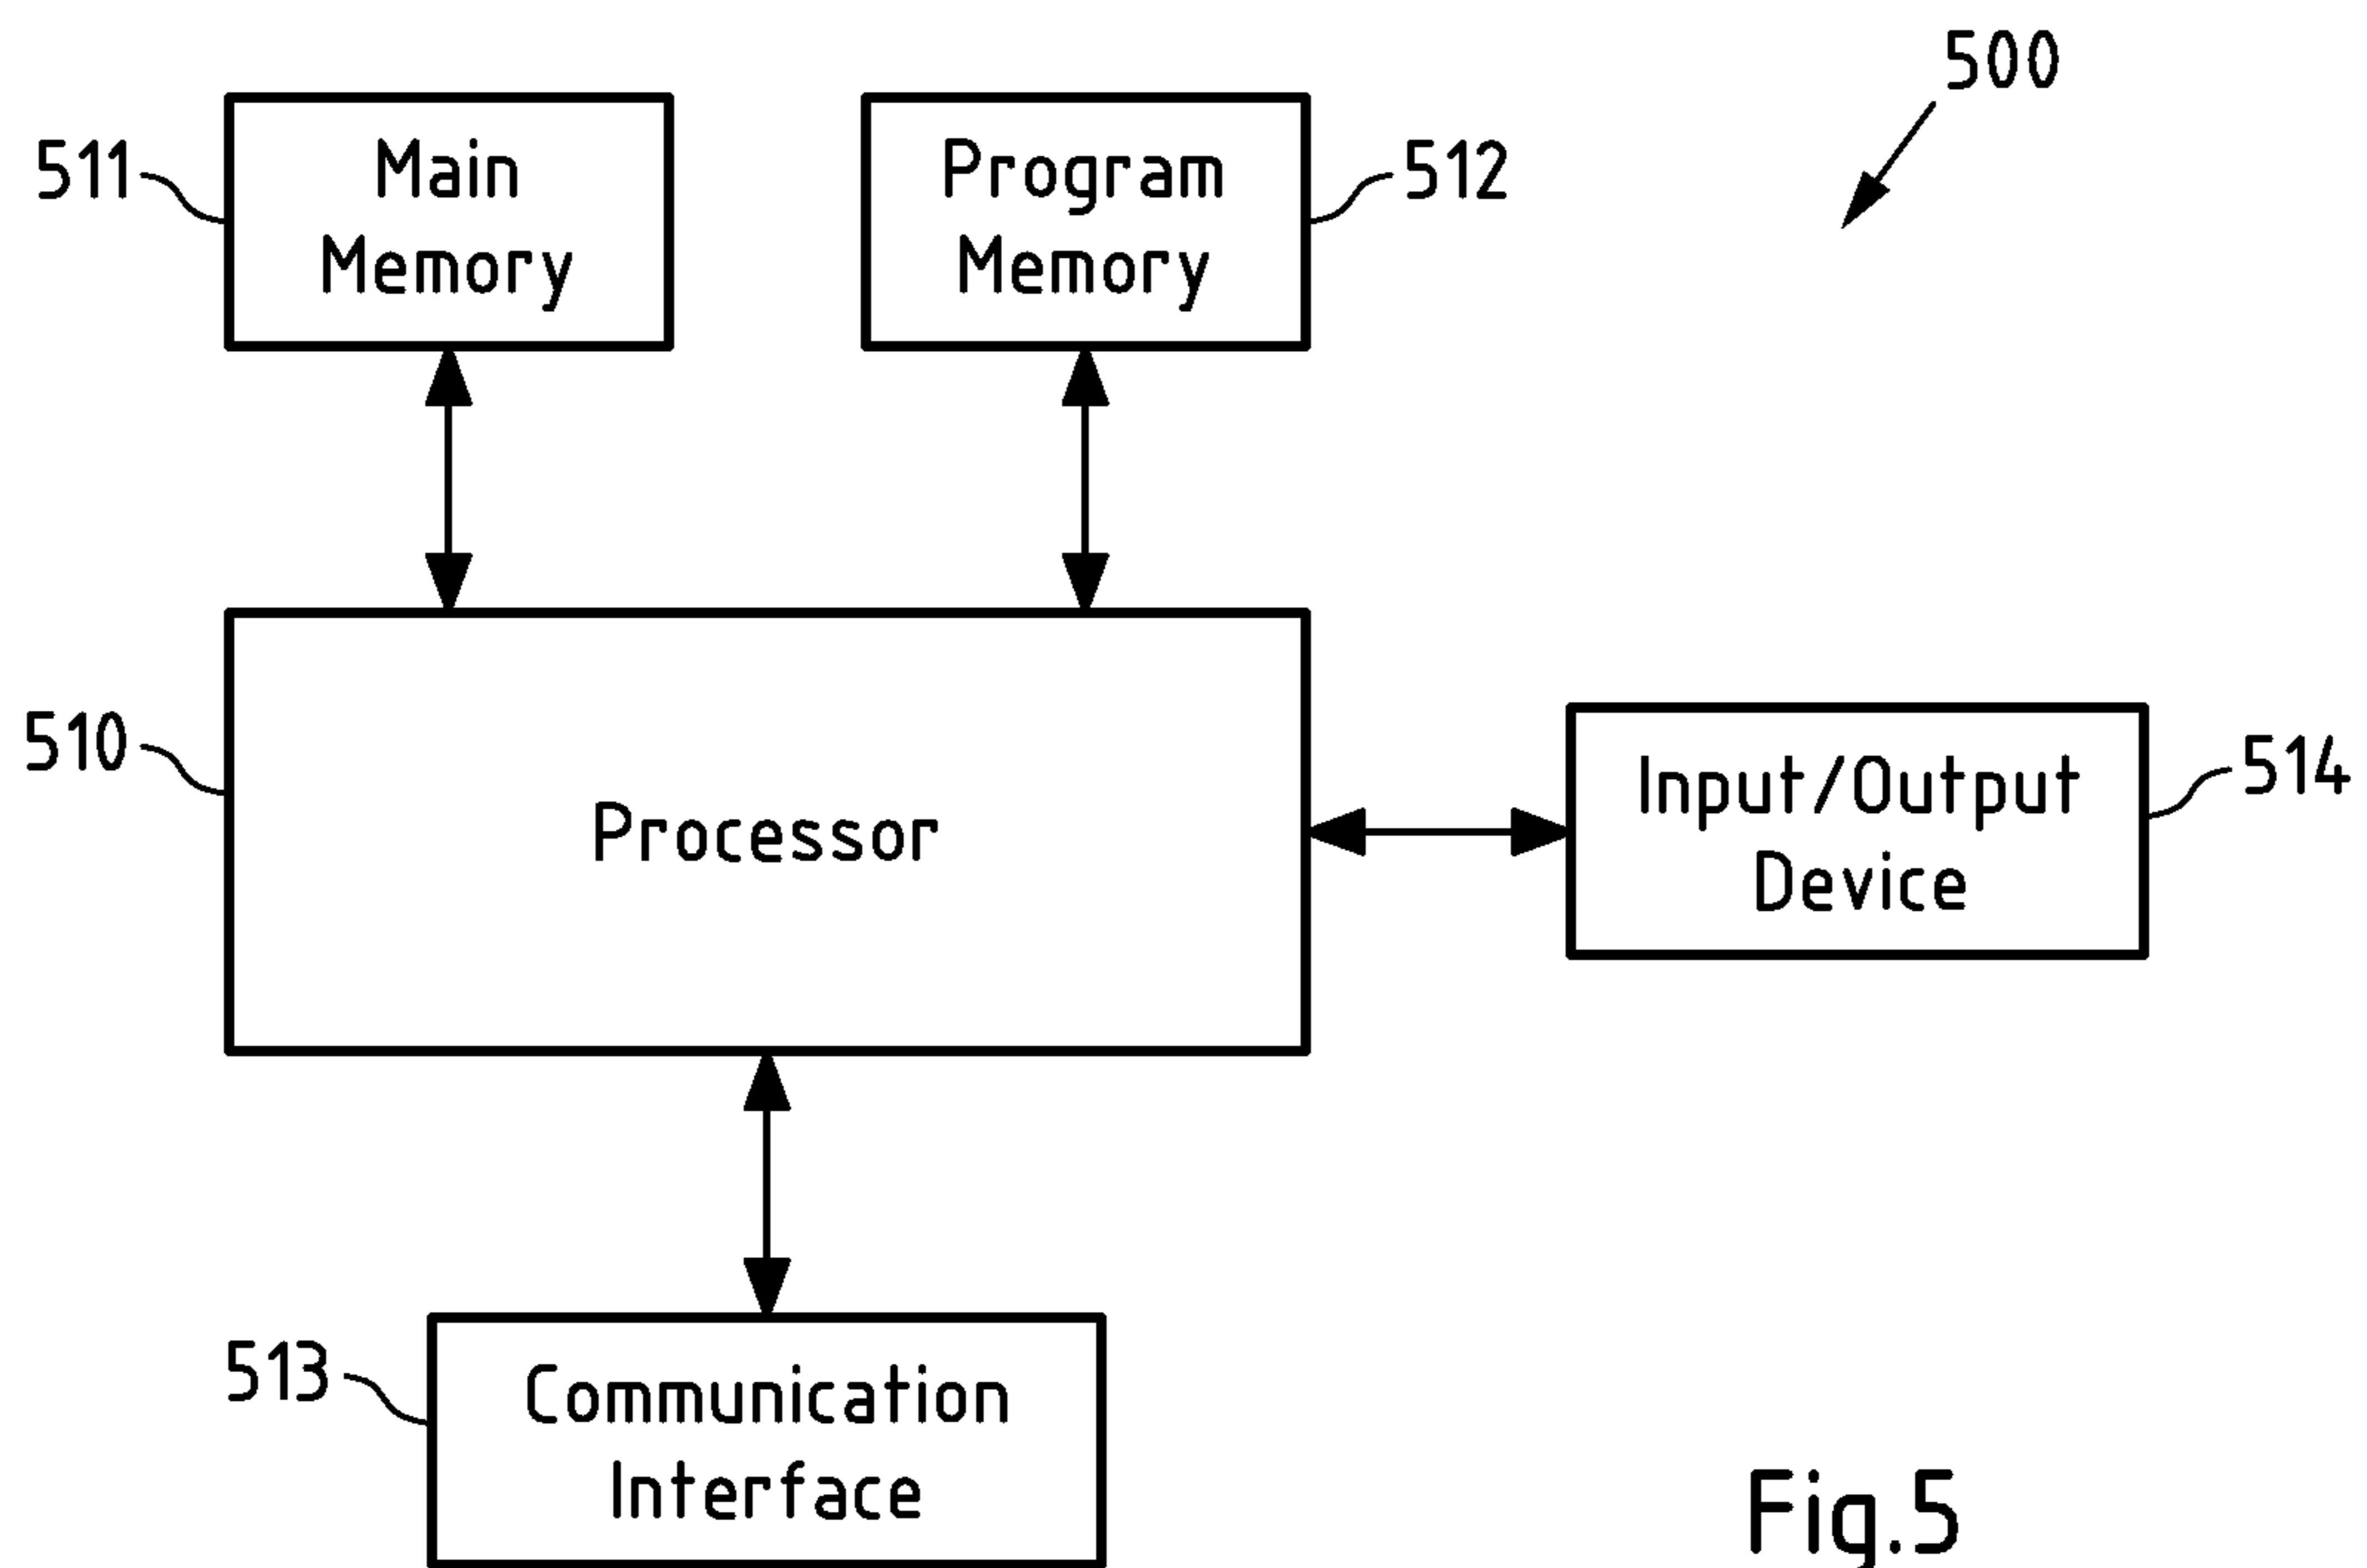 500
511
Main
Memory
Program
Memory
512
510
Processor
Input/Output
Device
514
513
Communication
Interface
Fig.5